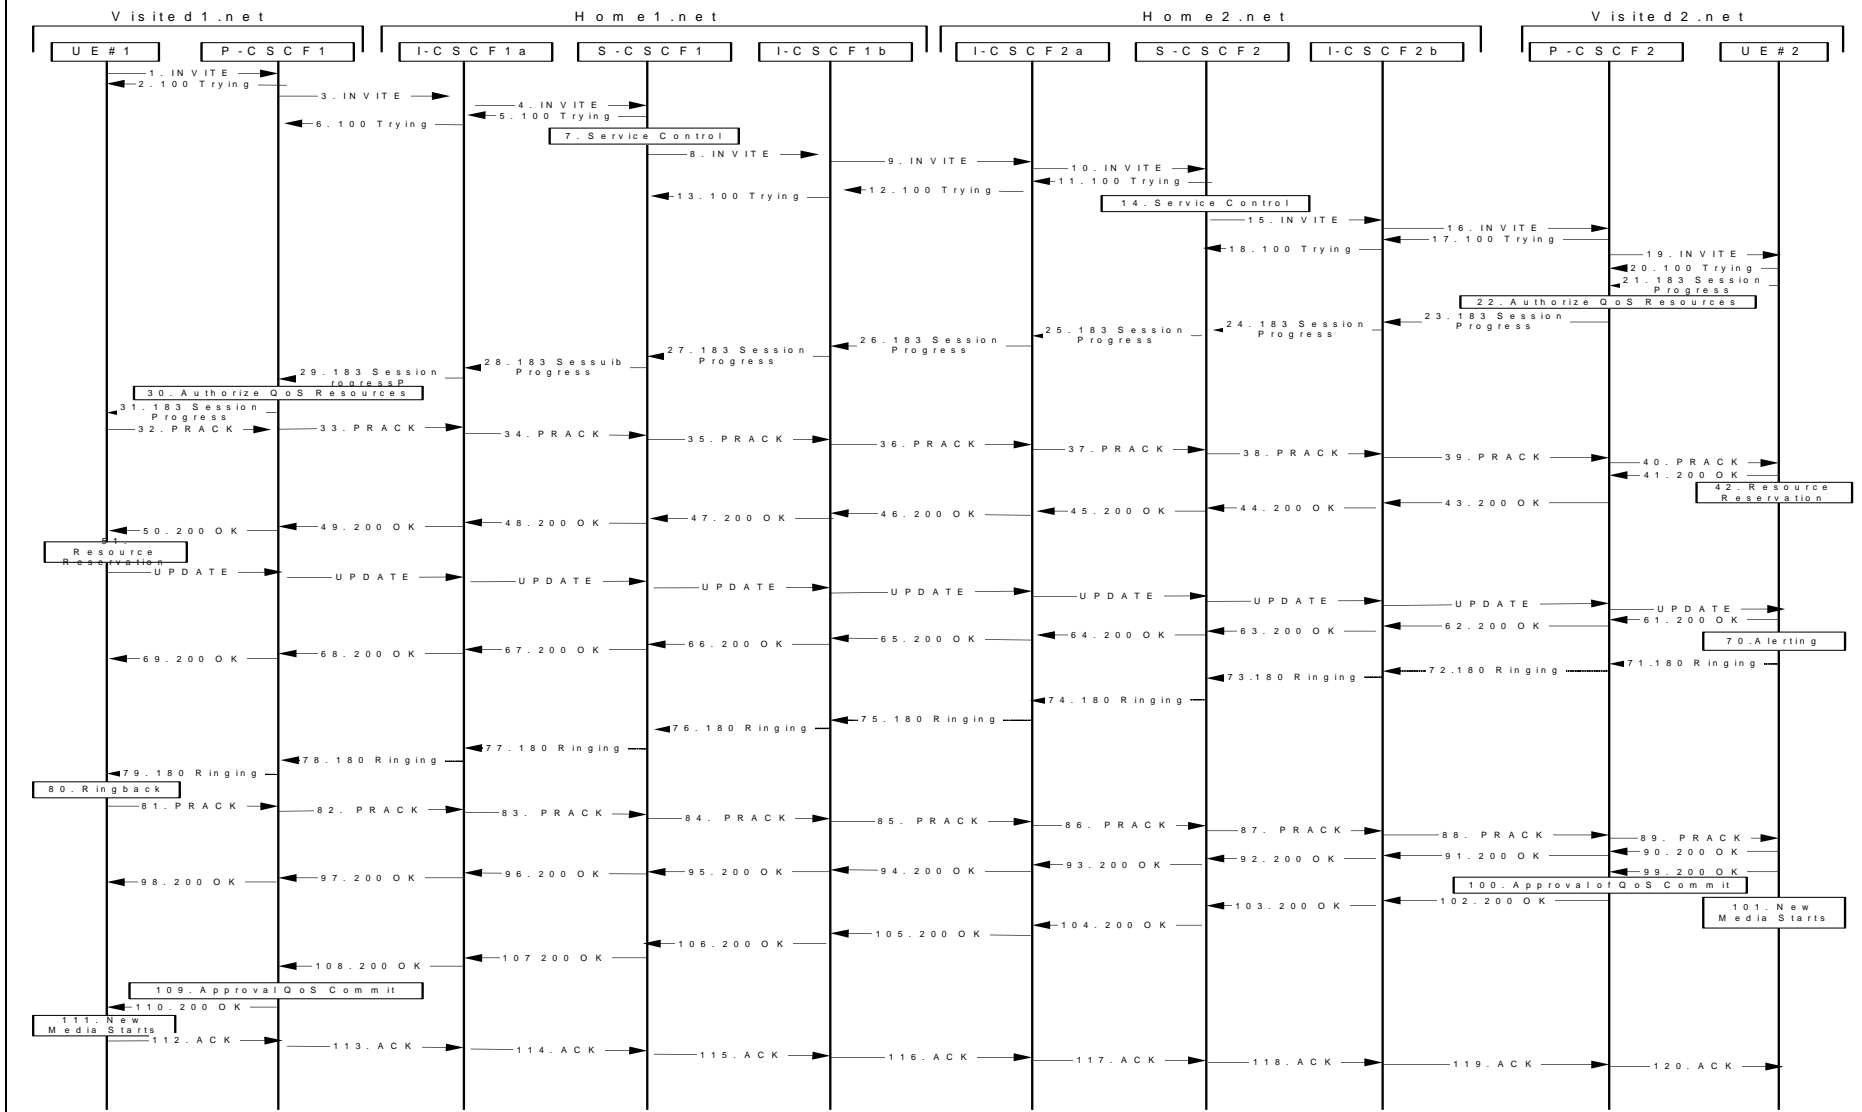 Visited1.net
Home1.net
Home2.net
Visited2.net
UE#1
P-CSCF1
I-CSCF1a
S-CSCF1
I-CSCF1b
I-CSCF2a
S-CSCF2
I-CSCF2b
P-CSCF2
UE#2
1. INVITE
2.100 Trying
3. INVITE
4. INVITE
5.100 Trying
6.100 Trying
7. Service Control
8. INVITE
9. INVITE
10. INVITE
11.100 Trying
12.100 Trying
13.100 Trying
14. Service Control
15. INVITE
16. INVITE
17.100 Trying
18.100 Trying
19. INVITE
20.100 Trying
21.183 Session
Progress
22. Authorize QoS Resources
23.183 Session
Progress
24.183 Session
Progress
25.183 Session
Progress
26.183 Session
Progress
27.183 Session
Progress
28.183 Sessuib
Progress
29.183 Session
rogressP
30. Authorize QoS Resources
31.183 Session
Progress
32. PRACK
33. PRACK
34. PRACK
35. PRACK
36. PRACK
37. PRACK
38. PRACK
39. PRACK
40. PRACK
41.200 OK
42. Resource
Reservation
43.200 OK
44.200 OK
45.200 OK
46.200 OK
47.200 OK
48.200 OK
49.200 OK
50.200 OK
51.
Resource
Reservation
UPDATE
UPDATE
UPDATE
UPDATE
UPDATE
UPDATE
UPDATE
UPDATE
UPDATE
61.200 OK
62.200 OK
63.200 OK
64.200 OK
65.200 OK
66.200 OK
67.200 OK
68.200 OK
69.200 OK
70.Alerting
71.180 Ringing
72.180 Ringing
73.180 Ringing
74.180 Ringing
75.180 Ringing
76.180 Ringing
77.180 Ringing
78.180 Ringing
79.180 Ringing
80. Ringback
81. PRACK
82. PRACK
83. PRACK
84. PRACK
85. PRACK
86. PRACK
87. PRACK
88. PRACK
89. PRACK
90.200 OK
91.200 OK
92.200 OK
93.200 OK
94.200 OK
95.200 OK
96.200 OK
97.200 OK
98.200 OK
99.200 OK
100. ApprovalofQoS Commit
101. New
Media Starts
102.200 OK
103.200 OK
104.200 OK
105.200 OK
106.200 OK
107 200 OK
108.200 OK
109. ApprovalQoS Commit
110.200 OK
111. New
Media Starts
112. ACK
113. ACK
114. ACK
115. ACK
116. ACK
117. ACK
118. ACK
119. ACK
120. ACK